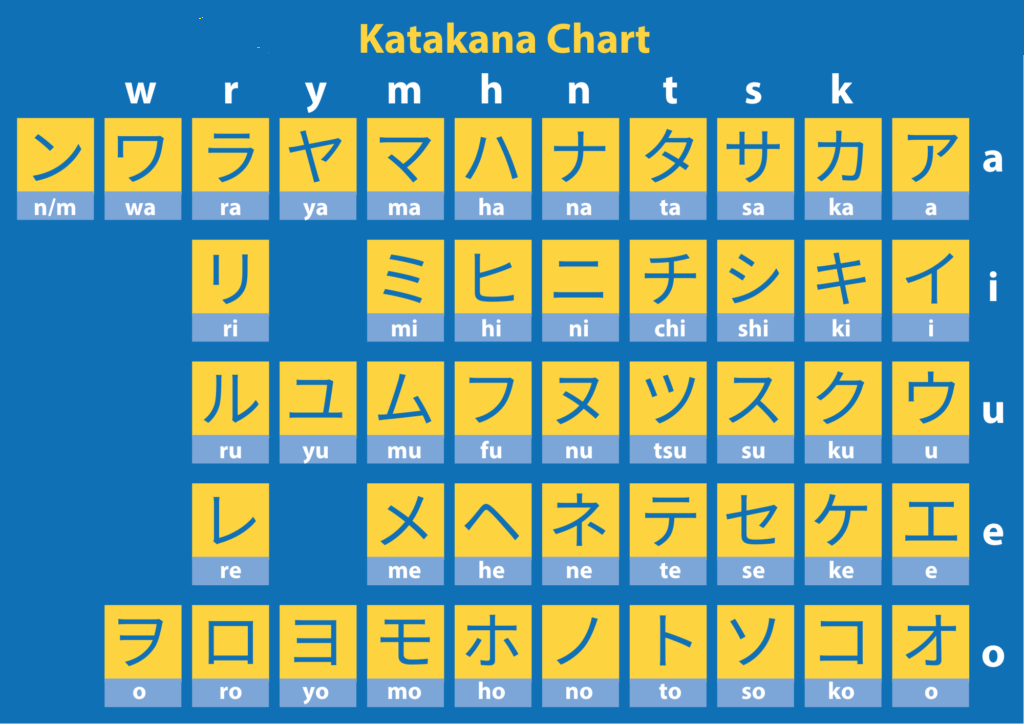 Katakana Chart
w r y m h n t s k
ン ワ ラ ヤ マ ハ ナ タ サ カ ア a
n/m wa ra ya ma ha na ta sa ka a
リ ミ ヒ ニ チ シ キ イ i
ri mi hi ni chi shi ki i
ル ユ ム フ ヌ ツ ス ク ウ u
ru yu mu fu nu tsu su ku u
レ メ ヘ ネ テ セ ケ エ e
re me he ne te se ke e
ヲ ロ ヨ モ ホ ノ ト ソ コ オ o
o ro yo mo ho no to so ko o